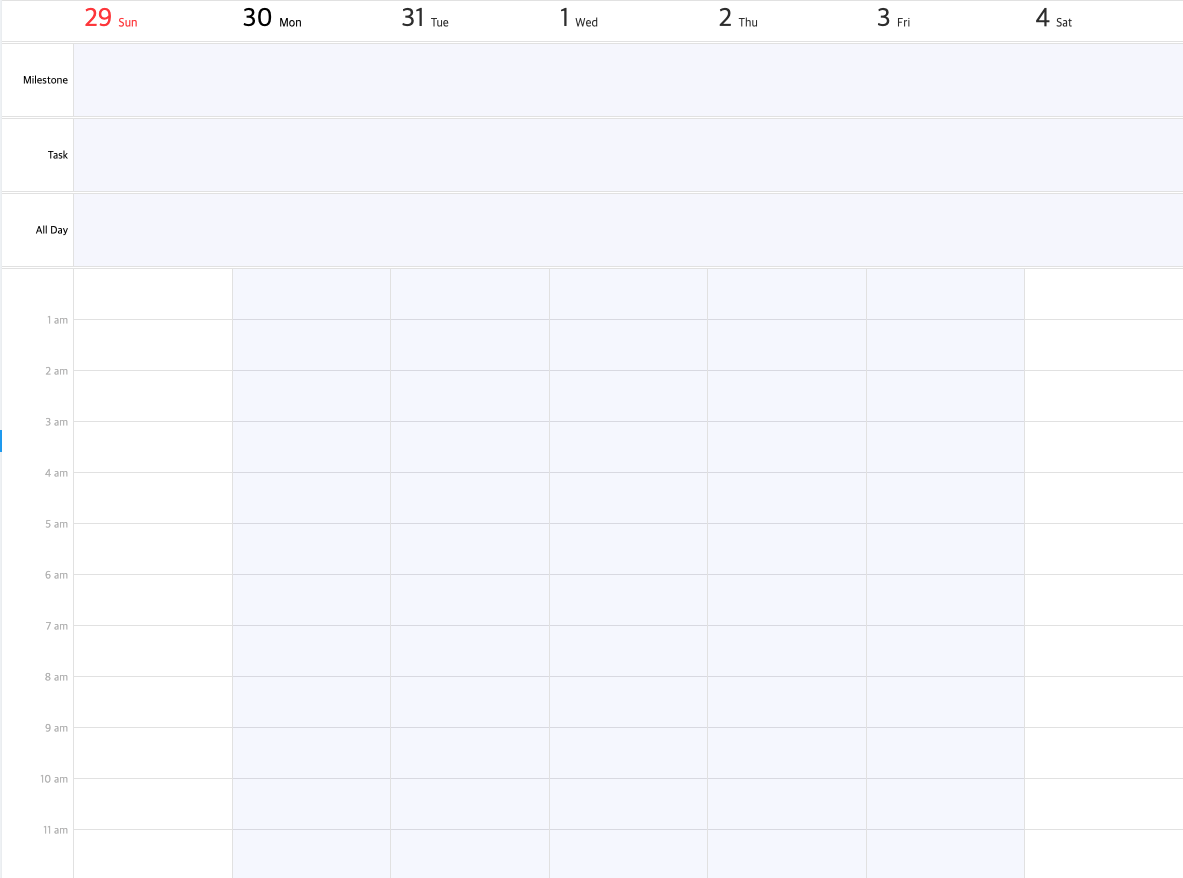 29 Sun 30 Mon 31 Tue 1 Wed 2 Thu 3 Fri 4 Sat
Milestone
Task
All Day
1 am
2 am
3 am
4 am
5 am
6 am
7 am
8 am
9 am
10 am
11 am